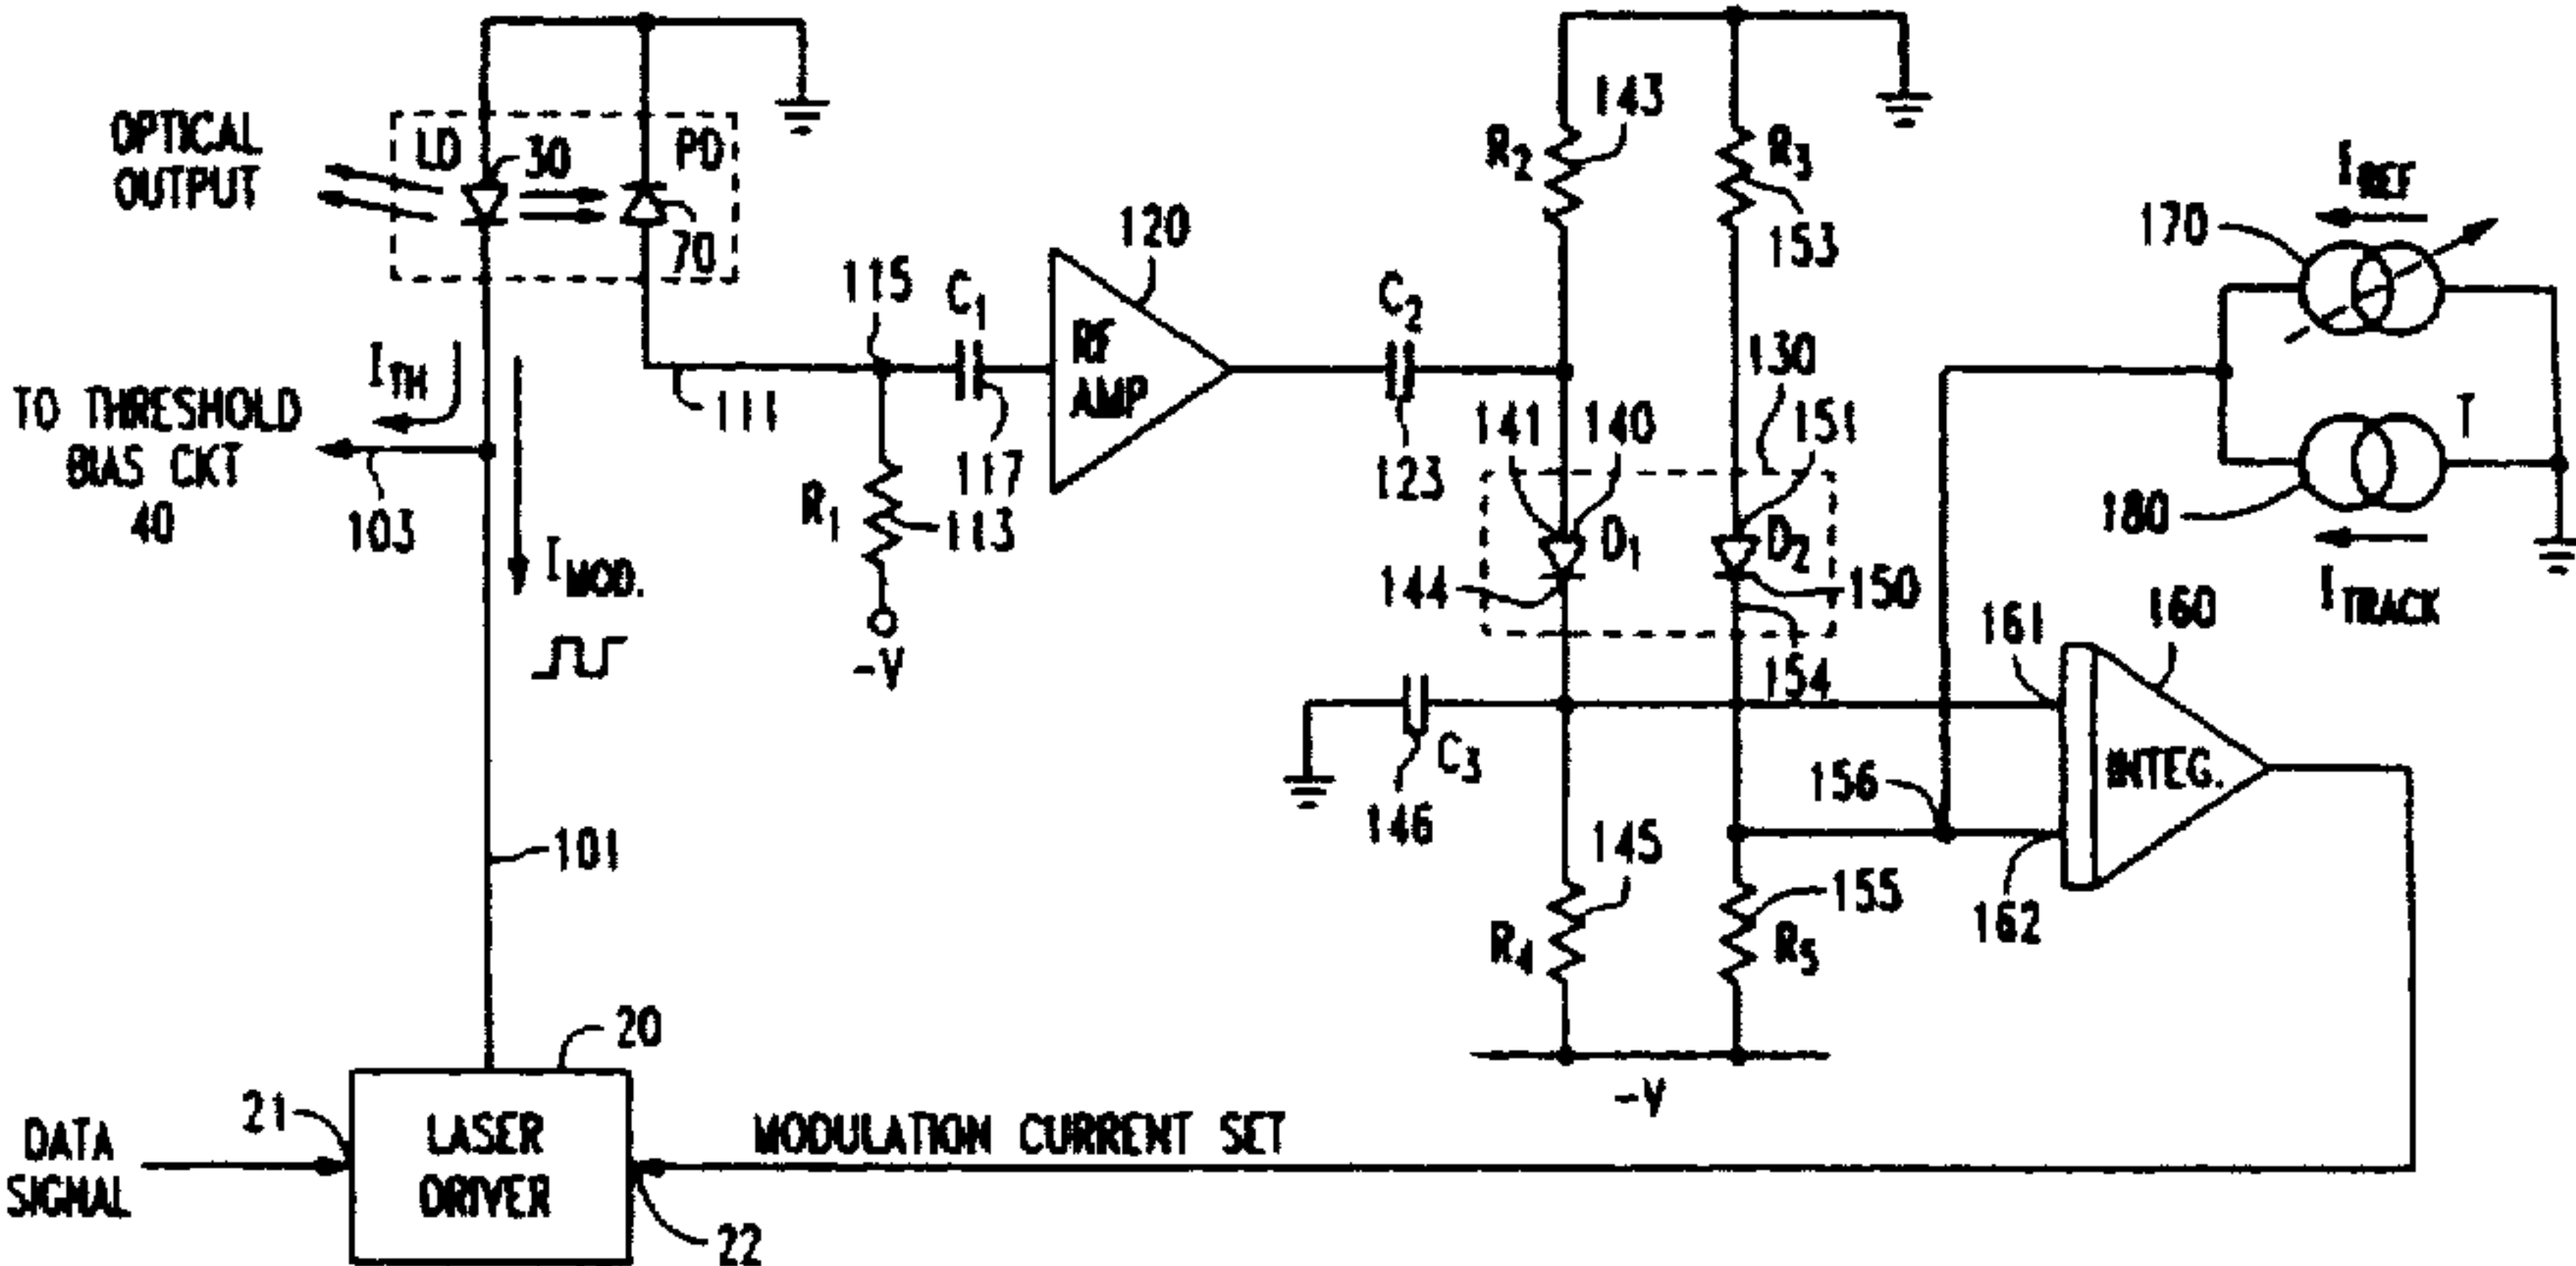 OPTICAL
OUTPUT
LD
30
PD
70
115
C1
120
RF
AMP
C2
123
R2
143
R3
153
130
141
140
151
D1
D2
144
150
154
IREF
170
T
180
ITRACK
ITH
TO THRESHOLD
BIAS CKT
40
103
IMOD.
111
117
R1
113
-V
C3
146
161
160
INTEG.
156
162
145
155
R4
R5
-V
101
20
21
DATA
SIGNAL
LASER
DRIVER
MODULATION CURRENT SET
22